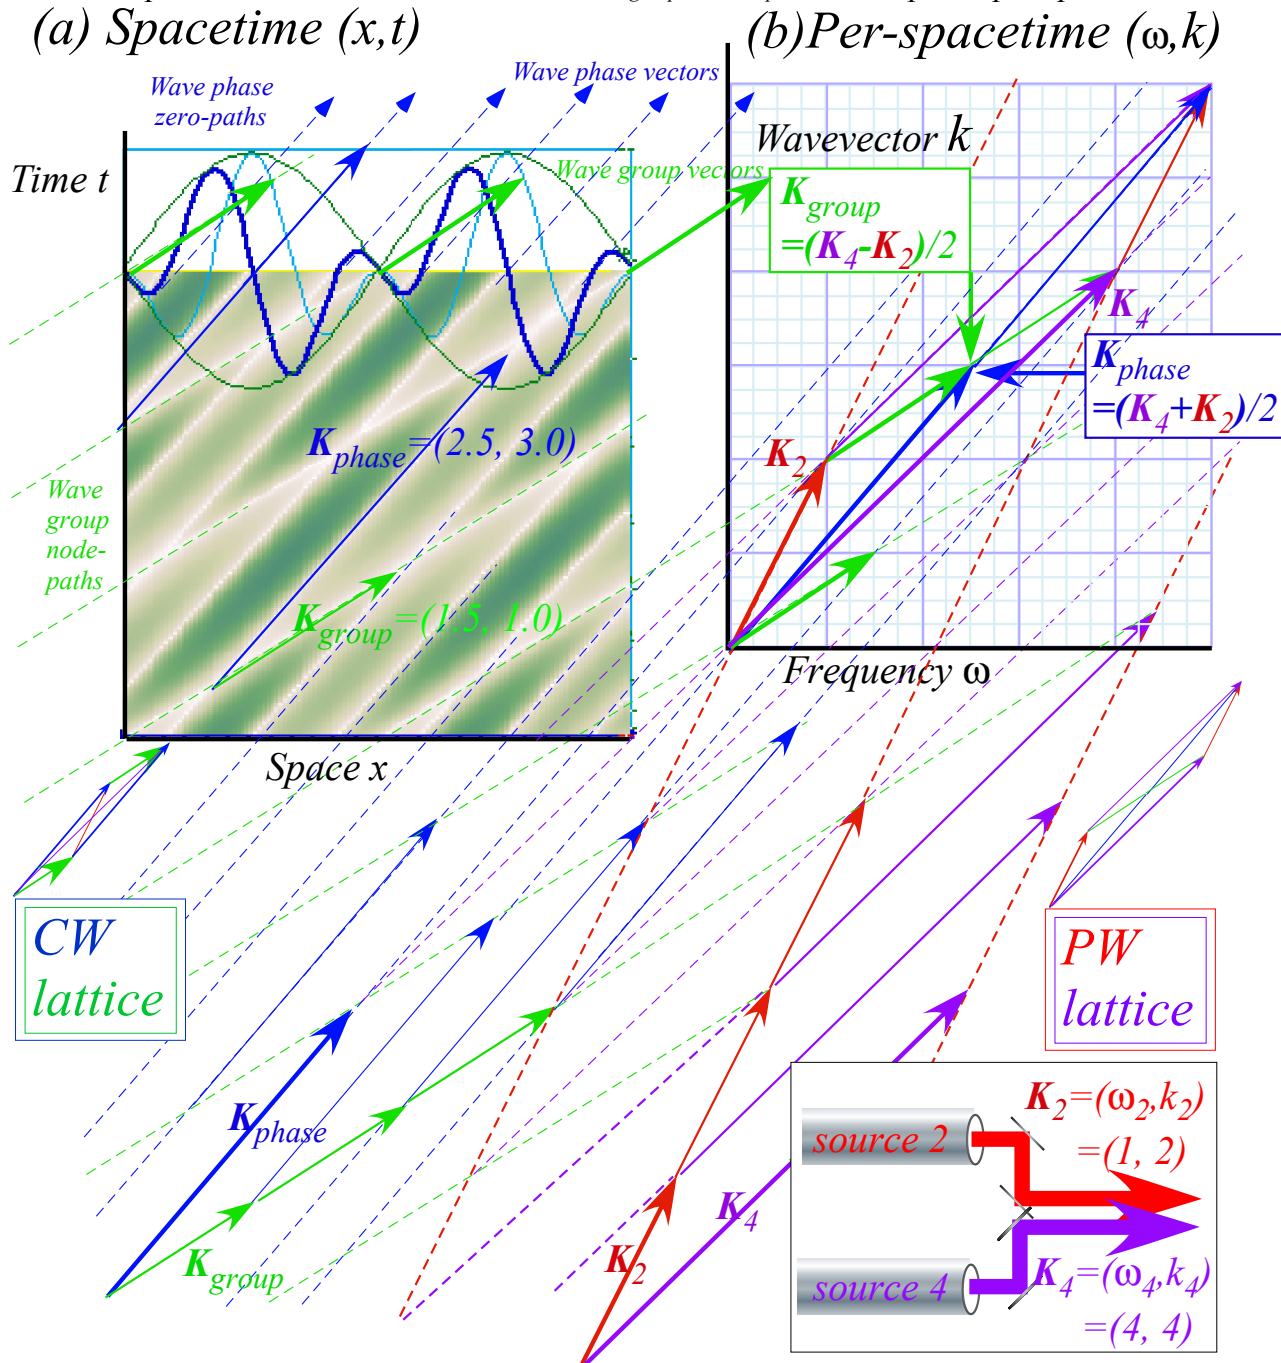 (a) Spacetime (x,t)
(b)Per-spacetime (ω,k)
Wave phase
zero-paths
Wave phase vectors
Time t
Wave group vectors
Wavevector k
K_group
=(K_4-K_2)/2
K_4
K_phase
=(K_4+K_2)/2
K_2
K_phase=(2.5, 3.0)
Wave
group
node-
paths
K_group=(1.5, 1.0)
Frequency ω
Space x
CW
lattice
PW
lattice
K_phase
K_group
K_2
K_4
source 2
K_2=(ω_2,k_2)
=(1, 2)
source 4
K_4=(ω_4,k_4)
=(4, 4)